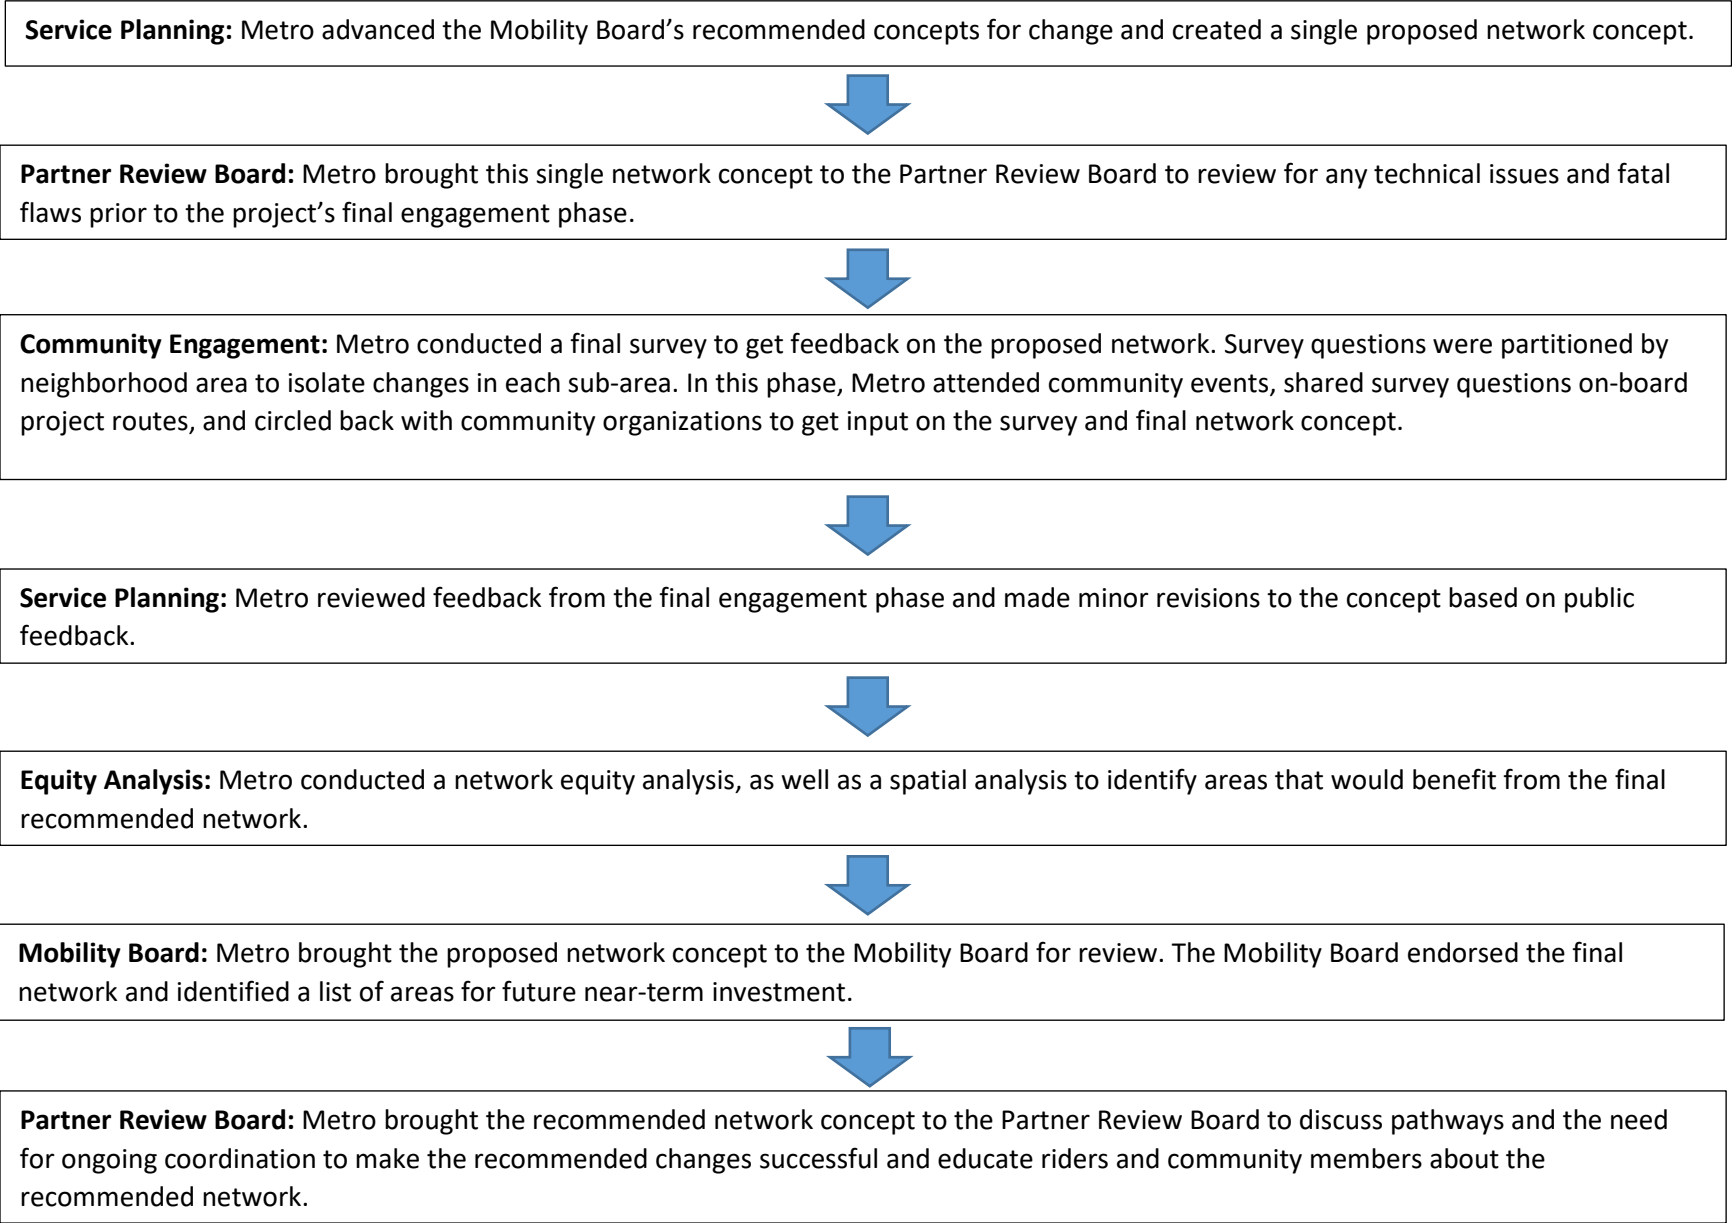 Service Planning: Metro advanced the Mobility Board’s recommended concepts for change and created a single proposed network concept.
Partner Review Board: Metro brought this single network concept to the Partner Review Board to review for any technical issues and fatal
flaws prior to the project’s final engagement phase.
Community Engagement: Metro conducted a final survey to get feedback on the proposed network. Survey questions were partitioned by
neighborhood area to isolate changes in each sub-area. In this phase, Metro attended community events, shared survey questions on-board
project routes, and circled back with community organizations to get input on the survey and final network concept.
Service Planning: Metro reviewed feedback from the final engagement phase and made minor revisions to the concept based on public
feedback.
Equity Analysis: Metro conducted a network equity analysis, as well as a spatial analysis to identify areas that would benefit from the final
recommended network.
Mobility Board: Metro brought the proposed network concept to the Mobility Board for review. The Mobility Board endorsed the final
network and identified a list of areas for future near-term investment.
Partner Review Board: Metro brought the recommended network concept to the Partner Review Board to discuss pathways and the need
for ongoing coordination to make the recommended changes successful and educate riders and community members about the
recommended network.